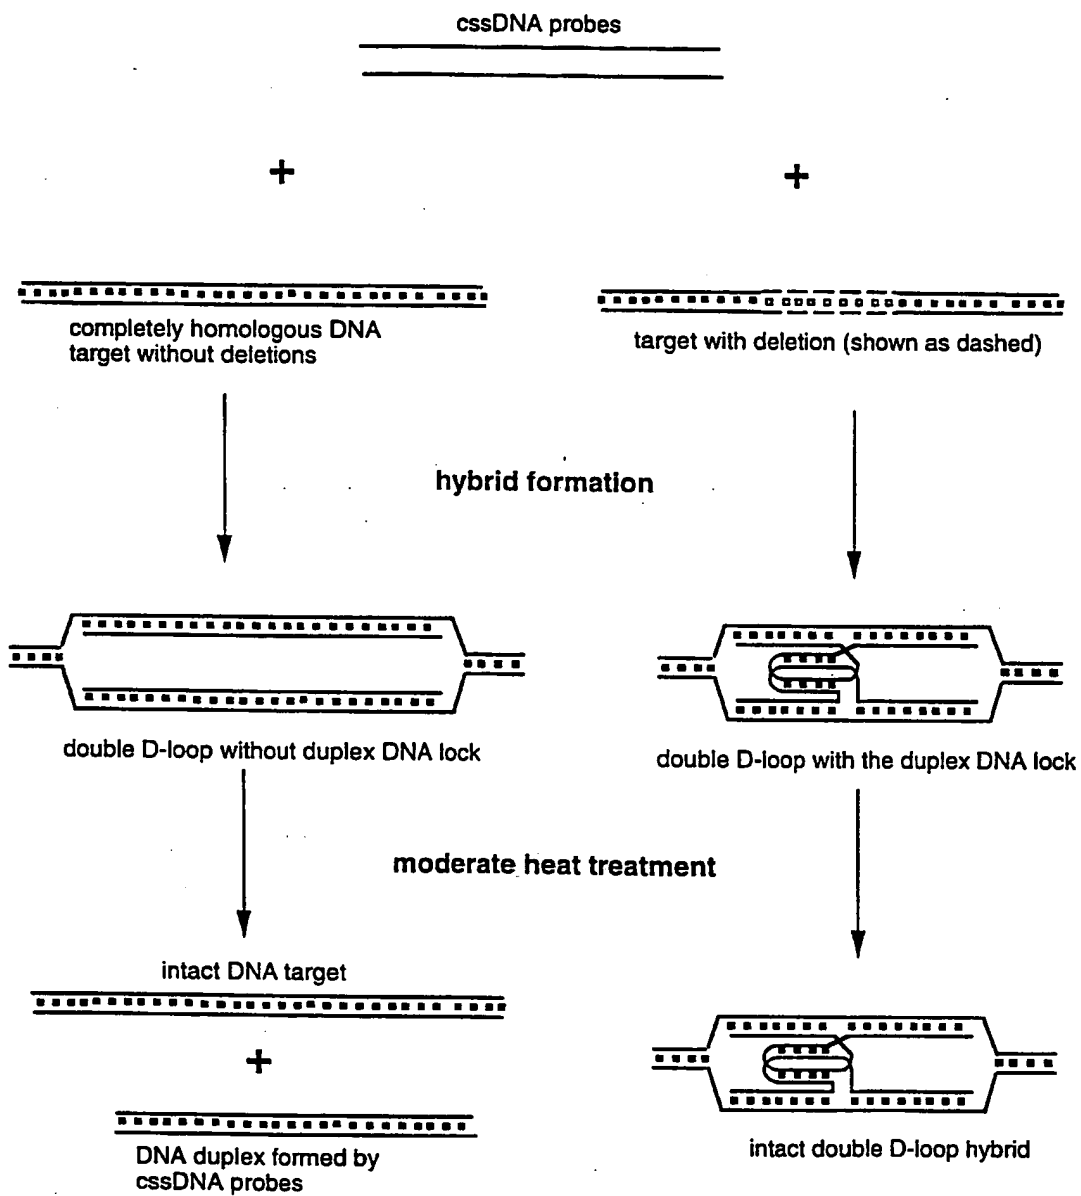 cssDNA probes
+
+
completely homologous DNA
target without deletions
target with deletion (shown as dashed)
hybrid formation
double D-loop without duplex DNA lock
double D-loop with the duplex DNA lock
moderate heat treatment
intact DNA target
+
DNA duplex formed by
cssDNA probes
intact double D-loop hybrid